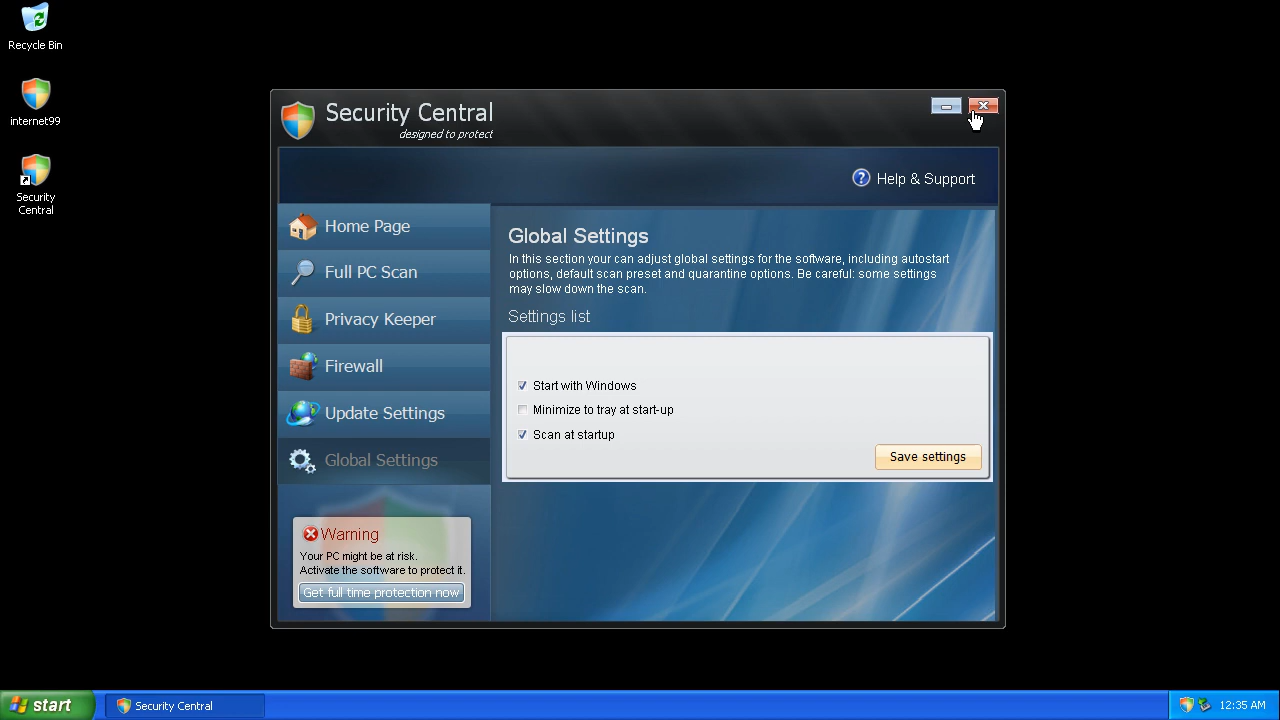 Recycle Bin
internet99
Security
Central
Security Central
designed to protect
Help & Support
Home Page
Full PC Scan
Privacy Keeper
Firewall
Update Settings
Global Settings
Warning
Your PC might be at risk.
Activate the software to protect it.
Get full time protection now
Global Settings
In this section your can adjust global settings for the software, including autostart
options, default scan preset and quarantine options. Be careful: some settings
may slow down the scan.
Settings list
Start with Windows
Minimize to tray at start-up
Scan at startup
Save settings
start
Security Central
12:35 AM